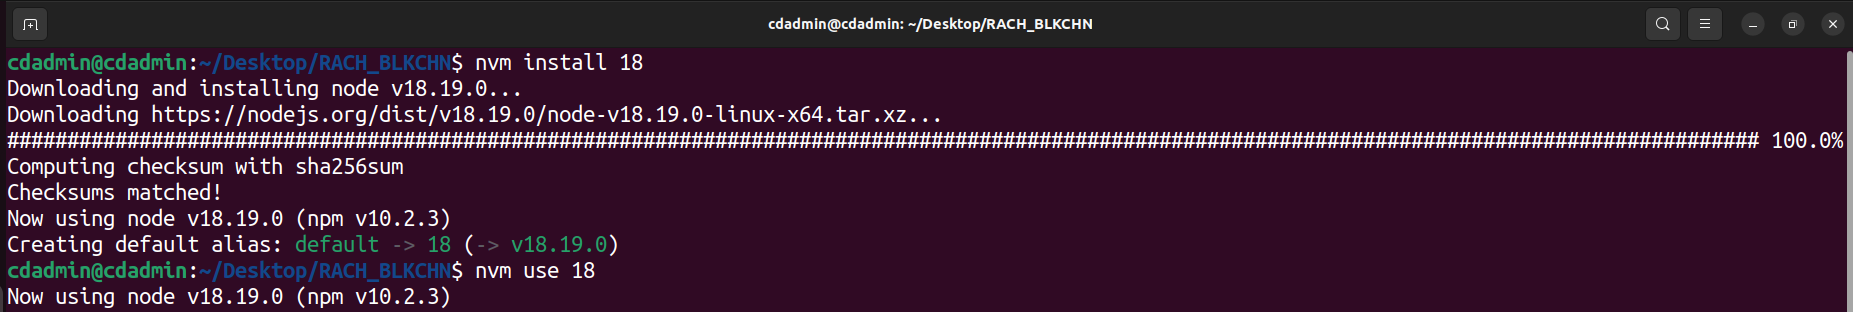 cdadmin@cdadmin: ~/Desktop/RACH_BLKCHN
cdadmin@cdadmin:~/Desktop/RACH_BLKCHN$ nvm install 18
Downloading and installing node v18.19.0...
Downloading https://nodejs.org/dist/v18.19.0/node-v18.19.0-linux-x64.tar.xz...
################################################################################################################################################## 100.0%
Computing checksum with sha256sum
Checksums matched!
Now using node v18.19.0 (npm v10.2.3)
Creating default alias: default -> 18 (-> v18.19.0)
cdadmin@cdadmin:~/Desktop/RACH_BLKCHN$ nvm use 18
Now using node v18.19.0 (npm v10.2.3)